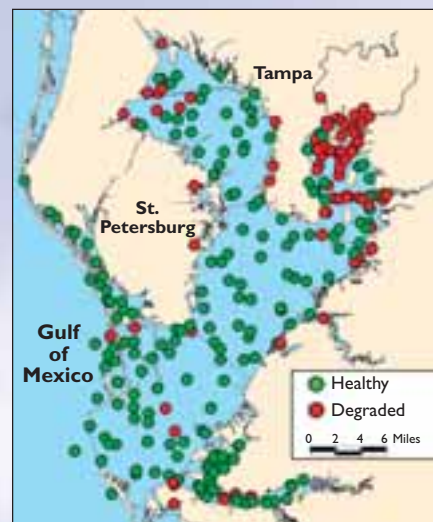 Tampa
St.
Petersburg
Gulf
of
Mexico
Healthy
Degraded
0 2 4 6 Miles